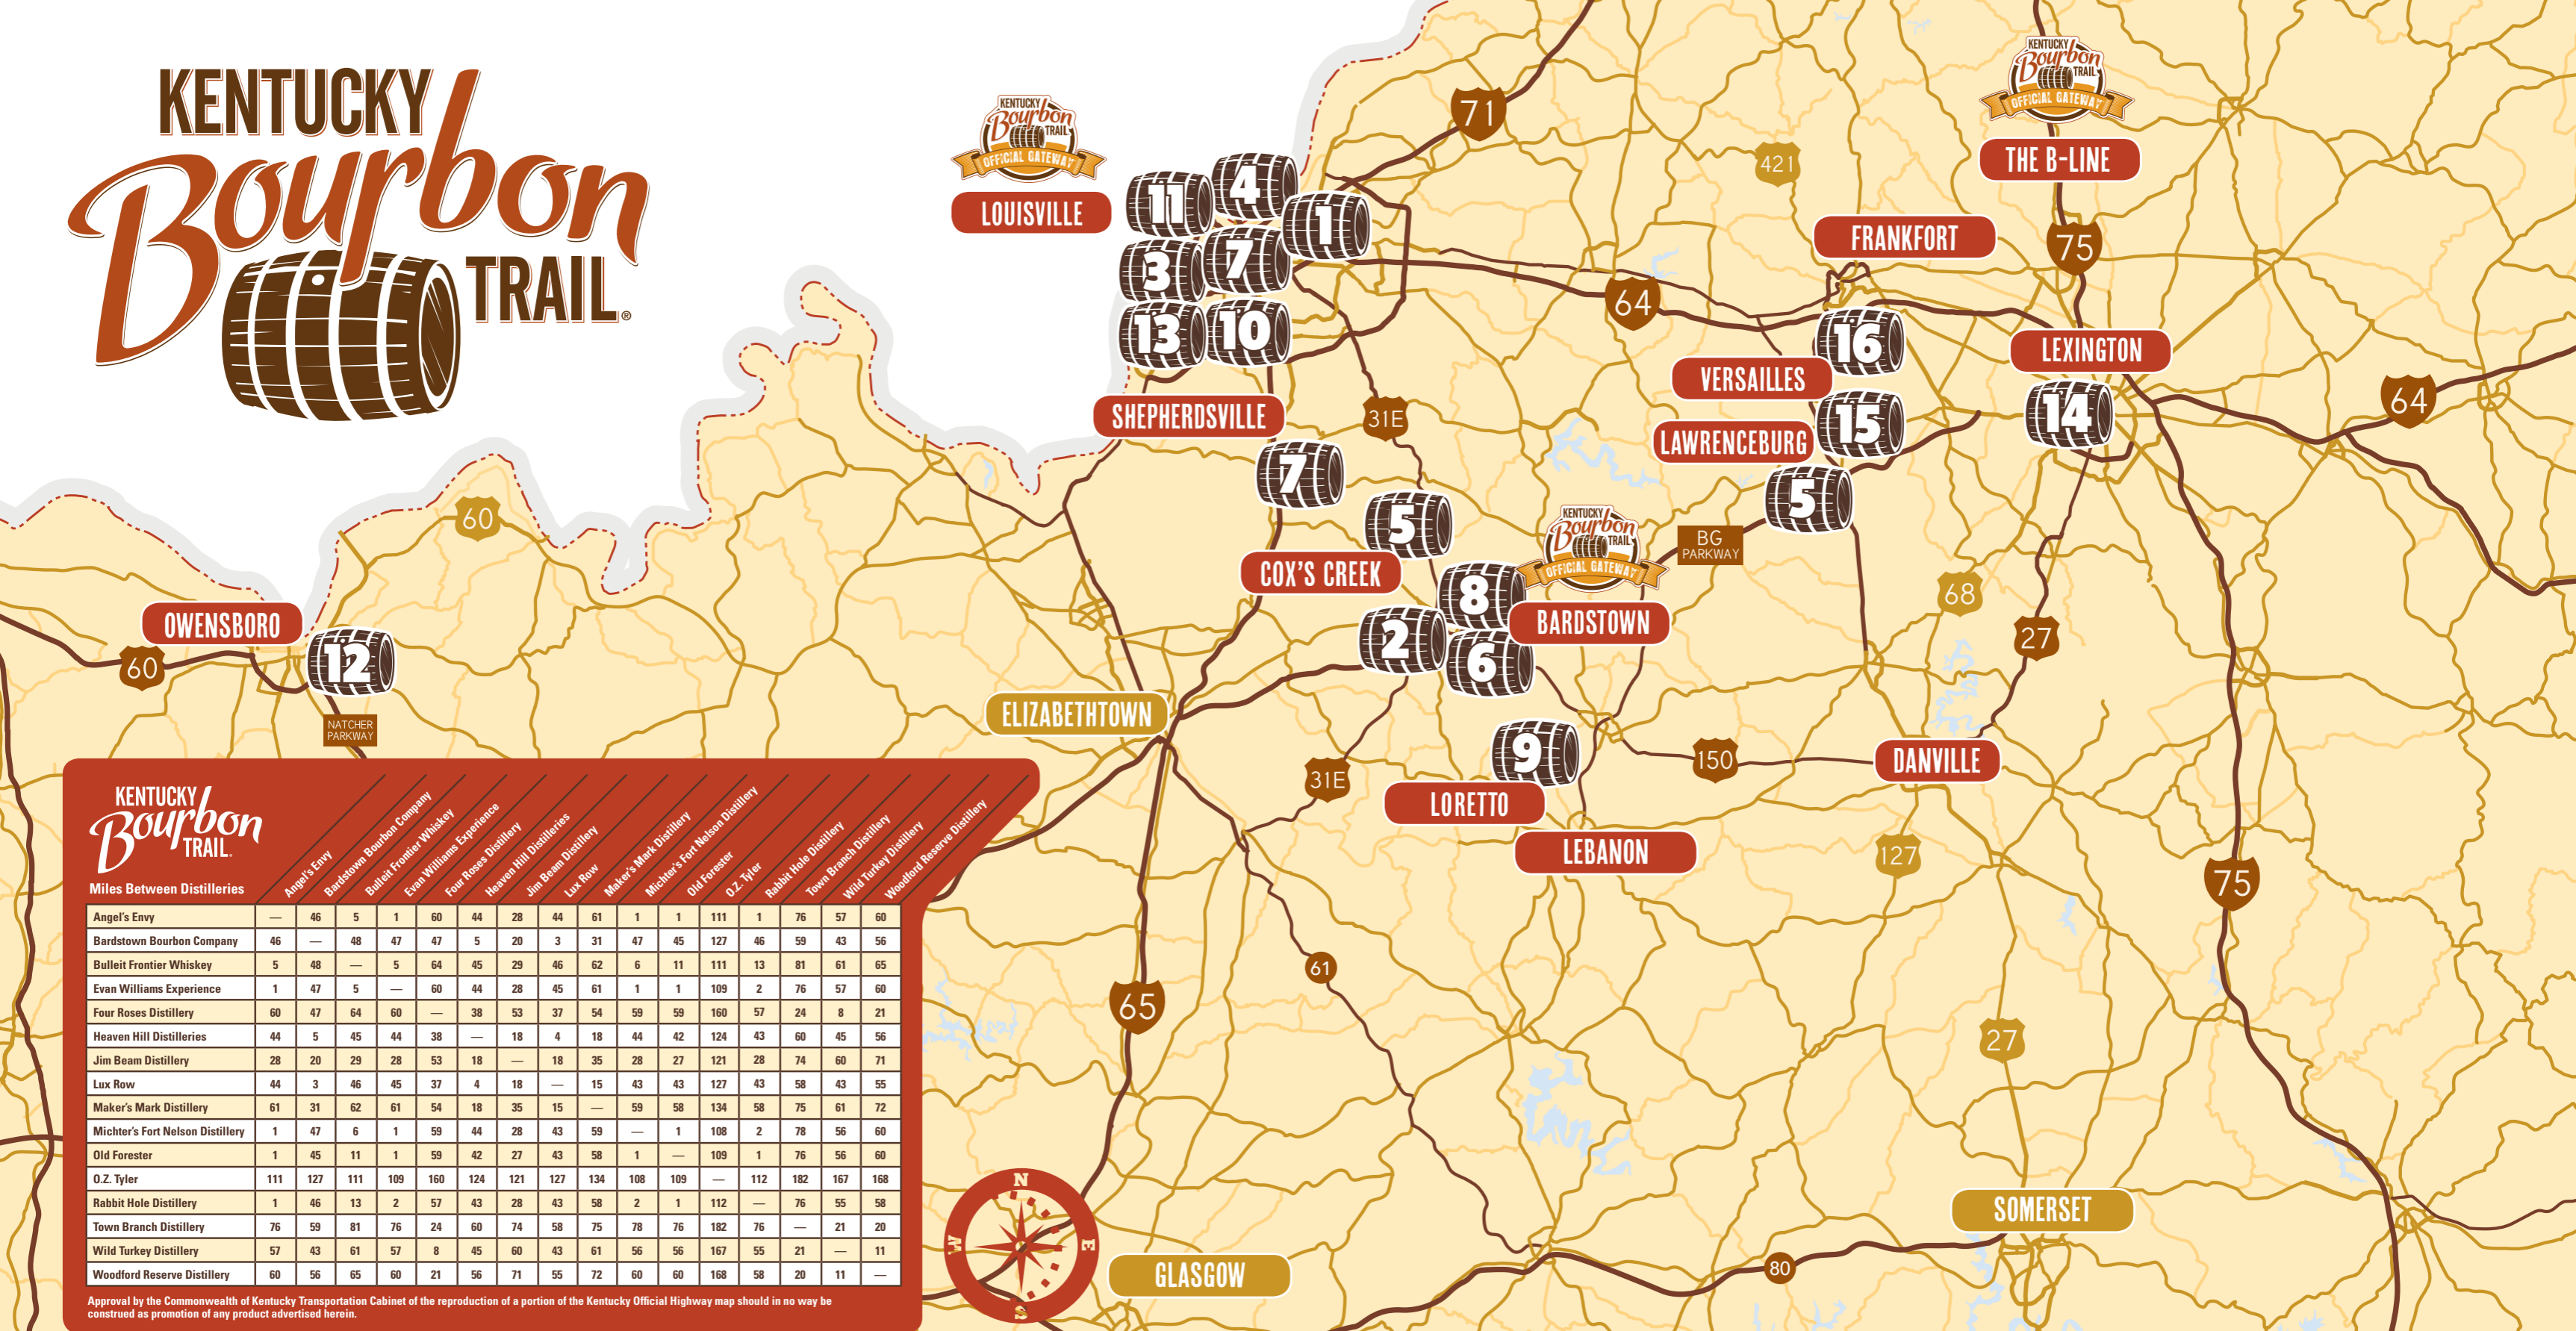 KENTUCKY
Bourbon
TRAIL®
KENTUCKY
Bourbon
TRAIL
OFFICIAL GATEWAY
LOUISVILLE
11
4
1
3
7
13
10
71
421
KENTUCKY
Bourbon
TRAIL
OFFICIAL GATEWAY
THE B-LINE
75
FRANKFORT
64
16
LEXINGTON
VERSAILLES
14
64
15
LAWRENCEBURG
5
SHEPHERDSVILLE
31E
7
5
60
KENTUCKY
Bourbon
TRAIL
OFFICIAL GATEWAY
BG
PARKWAY
COX'S CREEK
8
BARDSTOWN
2
6
68
27
OWENSBORO
60
12
NATCHER
PARKWAY
ELIZABETHTOWN
9
150
DANVILLE
31E
LORETTO
LEBANON
127
75
61
65
27
SOMERSET
80
GLASGOW
N
E
S
W
KENTUCKY
Bourbon
TRAIL.
Miles Between Distilleries
Angel's Envy
Bardstown Bourbon Company
Bulleit Frontier Whiskey
Evan Williams Experience
Four Roses Distillery
Heaven Hill Distilleries
Jim Beam Distillery
Lux Row
Maker's Mark Distillery
Michter's Fort Nelson Distillery
Old Forester
O.Z. Tyler
Rabbit Hole Distillery
Town Branch Distillery
Wild Turkey Distillery
Woodford Reserve Distillery
Angel's Envy — 46 5 1 60 44 28 44 61 1 1 111 1 76 57 60
Bardstown Bourbon Company 46 — 48 47 47 5 20 3 31 47 45 127 46 59 43 56
Bulleit Frontier Whiskey 5 48 — 5 64 45 29 46 62 6 11 111 13 81 61 65
Evan Williams Experience 1 47 5 — 60 44 28 45 61 1 1 109 2 76 57 60
Four Roses Distillery 60 47 64 60 — 38 53 37 54 59 59 160 57 24 8 21
Heaven Hill Distilleries 44 5 45 44 38 — 18 4 18 44 42 124 43 60 45 56
Jim Beam Distillery 28 20 29 28 53 18 — 18 35 28 27 121 28 74 60 71
Lux Row 44 3 46 45 37 4 18 — 15 43 43 127 43 58 43 55
Maker's Mark Distillery 61 31 62 61 54 18 35 15 — 59 58 134 58 75 61 72
Michter's Fort Nelson Distillery 1 47 6 1 59 44 28 43 59 — 1 108 2 78 56 60
Old Forester 1 45 11 1 59 42 27 43 58 1 — 109 1 76 56 60
O.Z. Tyler 111 127 111 109 160 124 121 127 134 108 109 — 112 182 167 168
Rabbit Hole Distillery 1 46 13 2 57 43 28 43 58 2 1 112 — 76 55 58
Town Branch Distillery 76 59 81 76 24 60 74 58 75 78 76 182 76 — 21 20
Wild Turkey Distillery 57 43 61 57 8 45 60 43 61 56 56 167 55 21 — 11
Woodford Reserve Distillery 60 56 65 60 21 56 71 55 72 60 60 168 58 20 11 —
Approval by the Commonwealth of Kentucky Transportation Cabinet of the reproduction of a portion of the Kentucky Official Highway map should in no way be
construed as promotion of any product advertised herein.